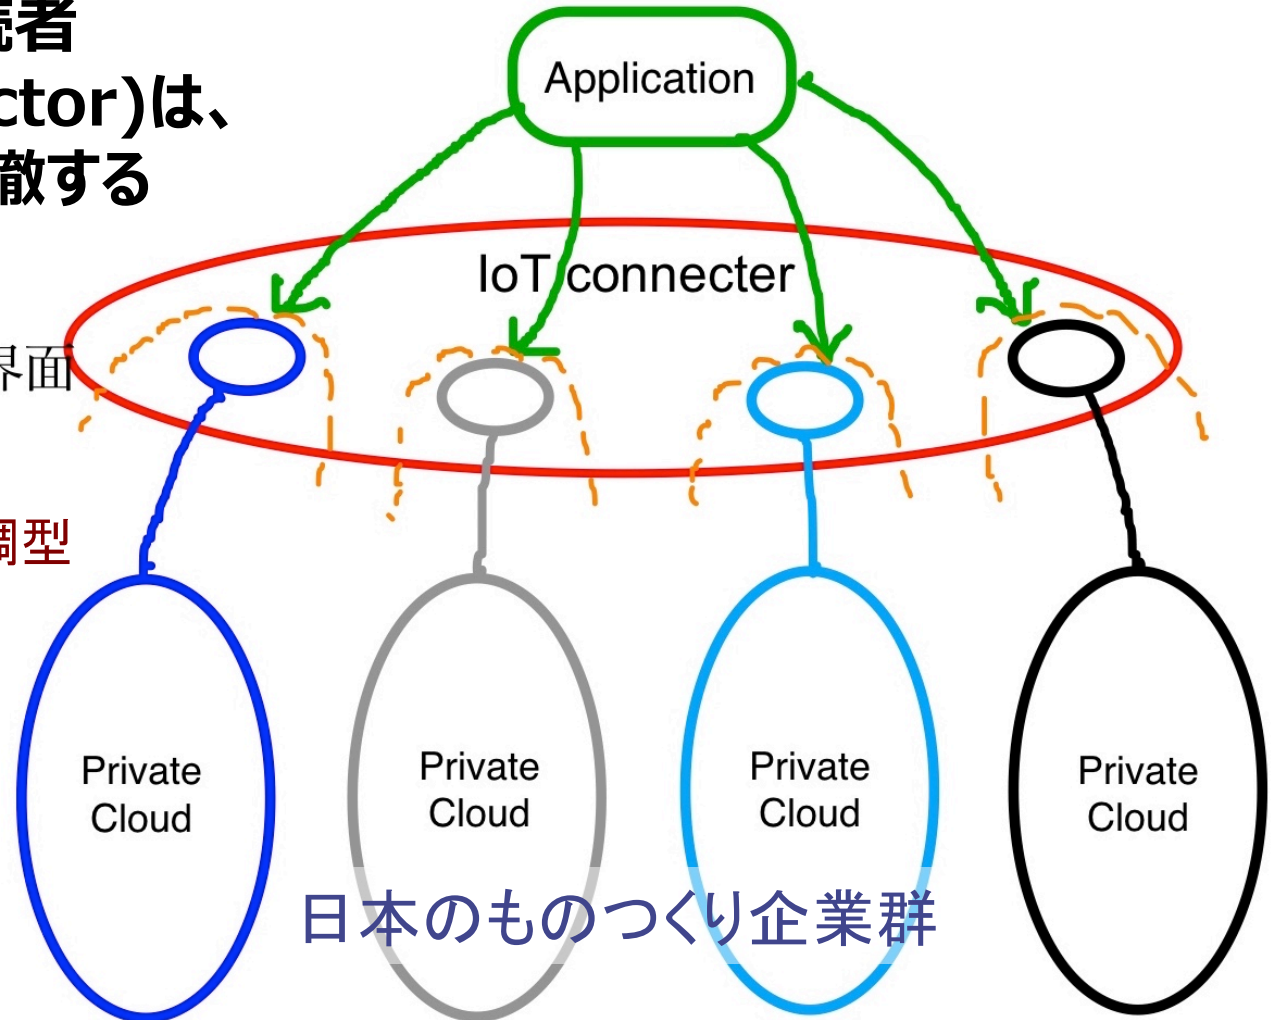 続者
ctor)は、
徹する
Application
IoT connecter
界面
調型
Private
Cloud
Private
Cloud
Private
Cloud
Private
Cloud
日本のものつくり企業群